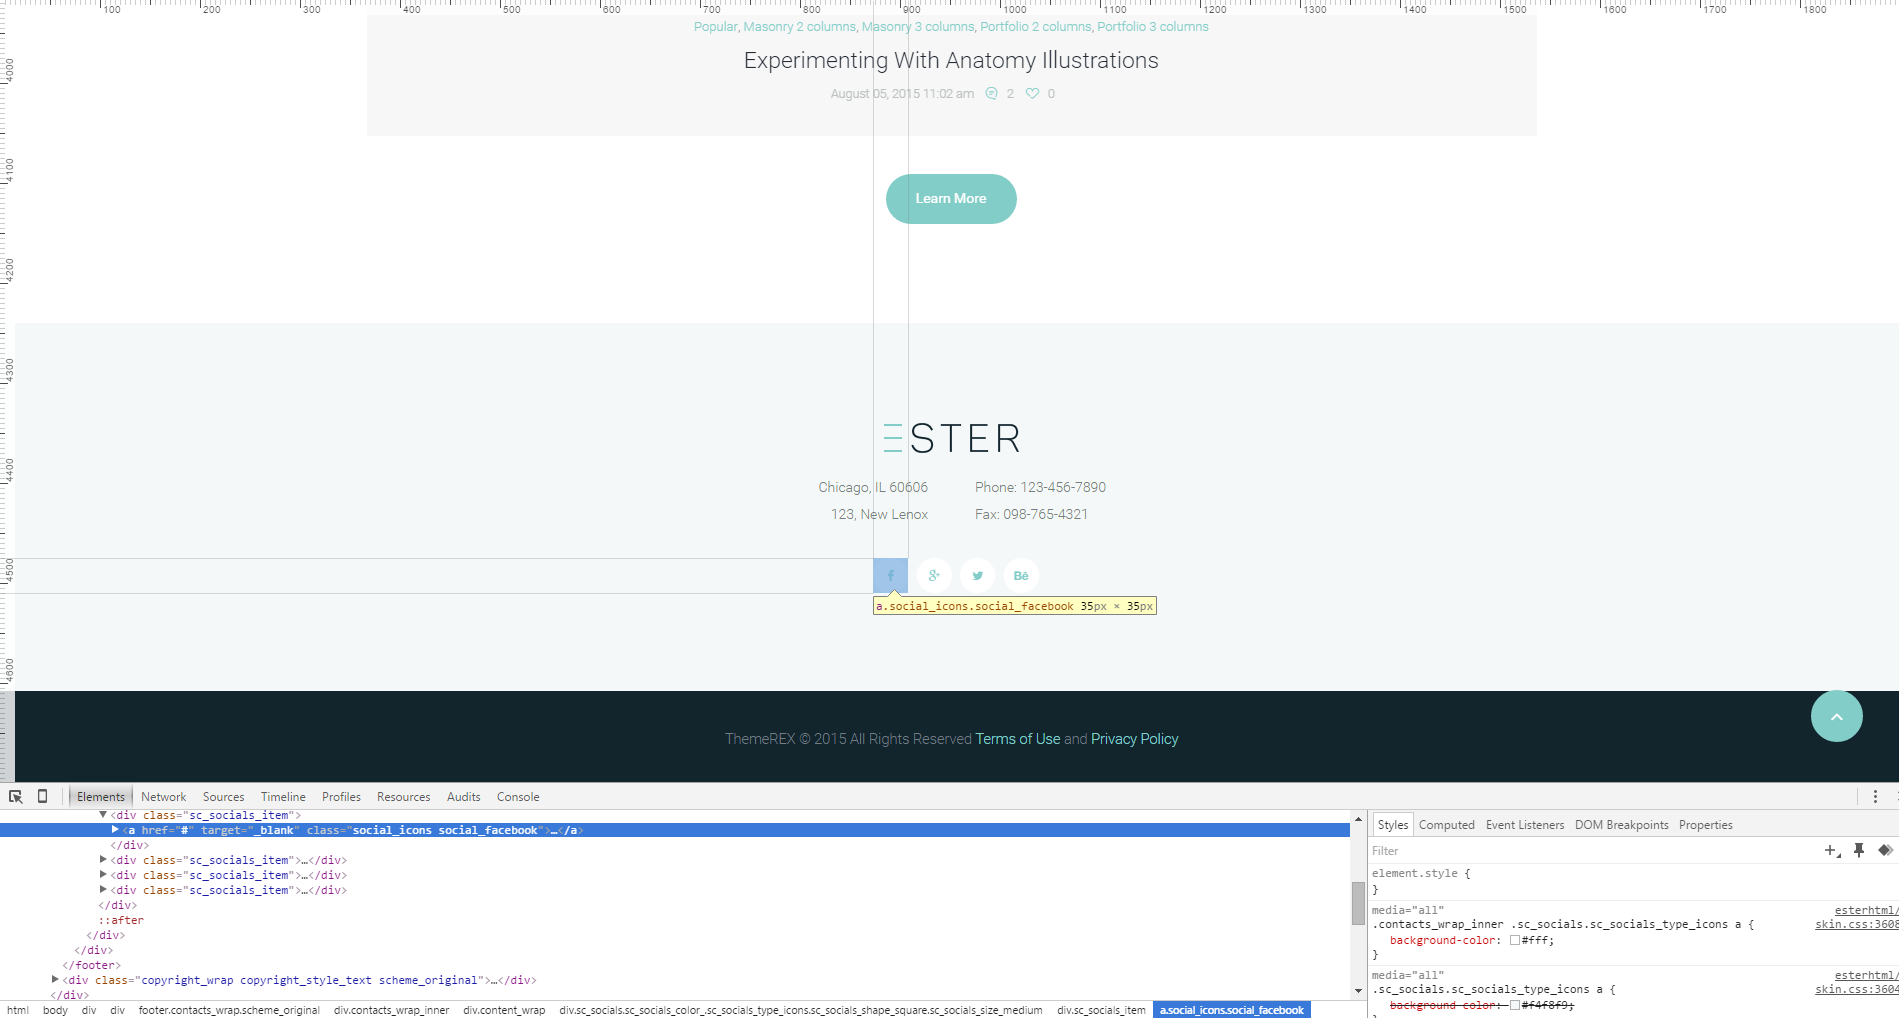 100 200 300 400 500 600 700 800 900 1000 1100 1200 1300 1400 1500 1600 1700 1800
4000
4100
4200
4300
4400
4500
4600
Popular, Masonry 2 columns, Masonry 3 columns, Portfolio 2 columns, Portfolio 3 columns
Experimenting With Anatomy Illustrations
August 05, 2015 11:02 am 2 0
Learn More
ESTER
Chicago, IL 60606 Phone: 123-456-7890
123, New Lenox Fax: 098-765-4321
f g+ Bē
a.social_icons.social_facebook 35px × 35px
ThemeREX © 2015 All Rights Reserved Terms of Use and Privacy Policy
Elements Network Sources Timeline Profiles Resources Audits Console
<div class="sc_socials_item">
<a href="#" target="_blank" class="social_icons social_facebook">…</a>
</div>
<div class="sc_socials_item">…</div>
<div class="sc_socials_item">…</div>
<div class="sc_socials_item">…</div>
</div>
::after
</div>
</div>
</footer>
<div class="copyright_wrap copyright_style_text scheme_original">…</div>
</div>
html body div div footer.contacts_wrap.scheme_original div.contacts_wrap_inner div.content_wrap div.sc_socials.sc_socials_color_.sc_socials_type_icons.sc_socials_shape_square.sc_socials_size_medium div.sc_socials_item a.social_icons.social_facebook
Styles Computed Event Listeners DOM Breakpoints Properties
Filter
element.style {
}
media="all" esterhtml/
.contacts_wrap_inner .sc_socials.sc_socials_type_icons a { skin.css:3608
background-color: #fff;
}
media="all" esterhtml/
.sc_socials.sc_socials_type_icons a { skin.css:3604
background-color: #f4f8f9;